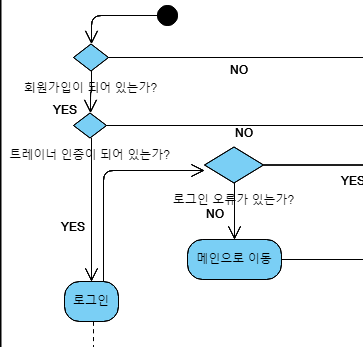 NO
회원가입이 되어 있는가?
YES
NO
트레이너 인증이 되어 있는가?
YES
로그인 오류가 있는가?
NO
YES
메인으로 이동
로그인